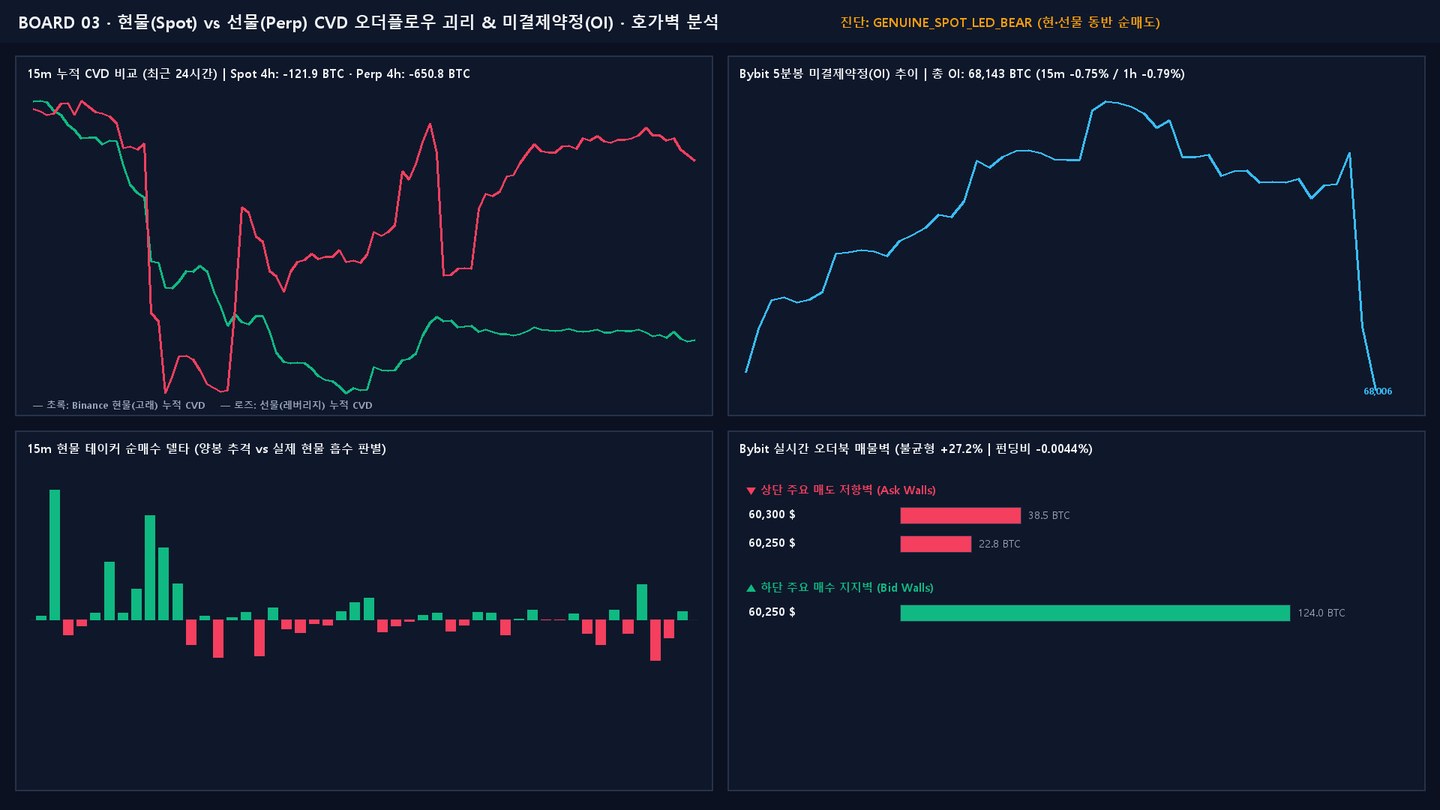 BOARD 03 · 현물(Spot) vs 선물(Perp) CVD 오더플로우 괴리 & 미결제약정(OI) · 호가벽 분석
진단: GENUINE_SPOT_LED_BEAR (현·선물 동반 순매도)
15m 누적 CVD 비교 (최근 24시간) | Spot 4h: -121.9 BTC · Perp 4h: -650.8 BTC
— 초록: Binance 현물(고래) 누적 CVD — 로즈: 선물(레버리지) 누적 CVD
Bybit 5분봉 미결제약정(OI) 추이 | 총 OI: 68,143 BTC (15m -0.75% / 1h -0.79%)
68,006
15m 현물 테이커 순매수 델타 (양봉 추격 vs 실제 현물 흡수 판별)
Bybit 실시간 오더북 매물벽 (불균형 +27.2% | 펀딩비 -0.0044%)
▼ 상단 주요 매도 저항벽 (Ask Walls)
60,300 $ 38.5 BTC
60,250 $ 22.8 BTC
▲ 하단 주요 매수 지지벽 (Bid Walls)
60,250 $ 124.0 BTC